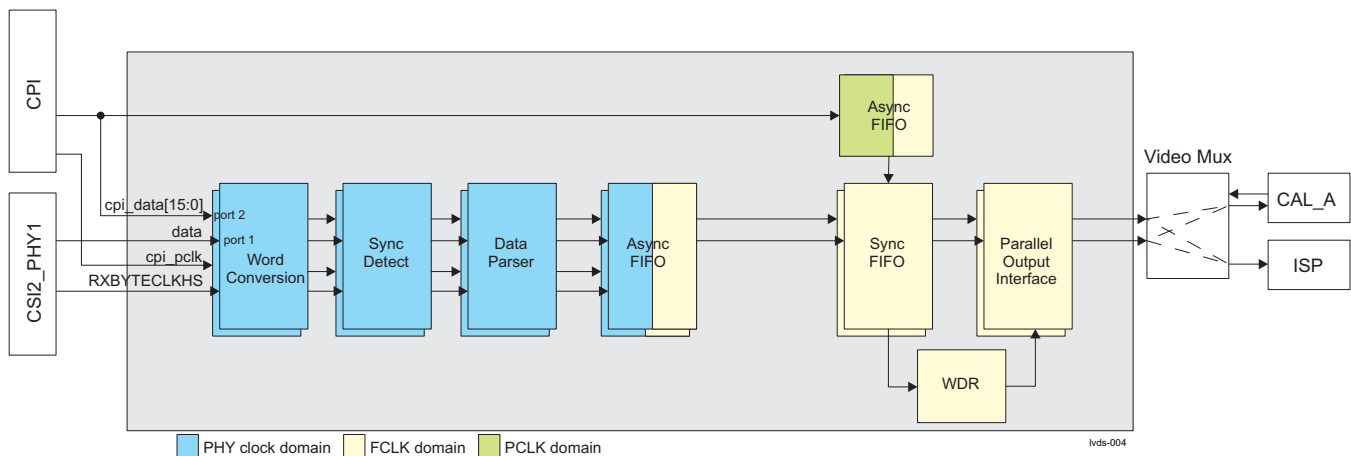 CPI
CSI2_PHY1
cpi_data[15:0]
data
cpi_pclk
RXBYTECLKHS
port 2
port 1
Word
Conversion
Sync
Detect
Data
Parser
Async
FIFO
Async
FIFO
Sync
FIFO
Parallel
Output
Interface
WDR
Video Mux
CAL_A
ISP
PHY clock domain
FCLK domain
PCLK domain
lvds-004